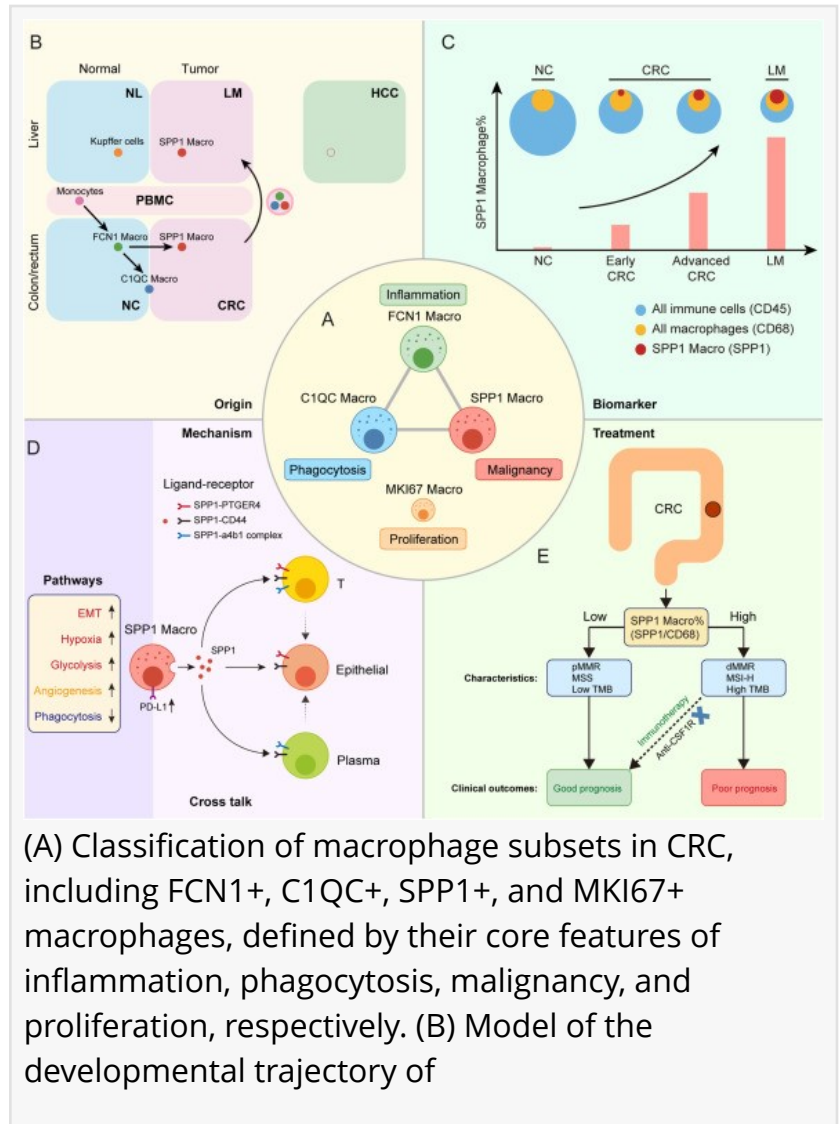 B
Normal
Tumor
NL
LM
HCC
Liver
Kupffer cells
SPP1 Macro
Monocytes
PBMC
FCN1 Macro
SPP1 Macro
C1QC Macro
Colon/rectum
NC
CRC
Origin
C
NC
CRC
LM
SPP1 Macrophage%
NC
Early
CRC
Advanced
CRC
LM
All immune cells (CD45)
All macrophages (CD68)
SPP1 Macro (SPP1)
Biomarker
A
Inflammation
FCN1 Macro
C1QC Macro
SPP1 Macro
Phagocytosis
Malignancy
MKI67 Macro
Proliferation
D
Mechanism
Ligand-receptor
SPP1-PTGER4
SPP1-CD44
SPP1-a4b1 complex
Pathways
EMT ↑
Hypoxia ↑
Glycolysis ↑
Angiogenesis ↑
Phagocytosis ↓
SPP1 Macro
PD-L1↑
SPP1
T
Epithelial
Plasma
Cross talk
Treatment
CRC
E
Low
SPP1 Macro%
(SPP1/CD68)
High
Characteristics:
pMMR
MSS
Low TMB
dMMR
MSI-H
High TMB
Immunotherapy
Anti-CSF1R
Clinical outcomes:
Good prognosis
Poor prognosis
(A) Classification of macrophage subsets in CRC,
including FCN1+, C1QC+, SPP1+, and MKI67+
macrophages, defined by their core features of
inflammation, phagocytosis, malignancy, and
proliferation, respectively. (B) Model of the
developmental trajectory of